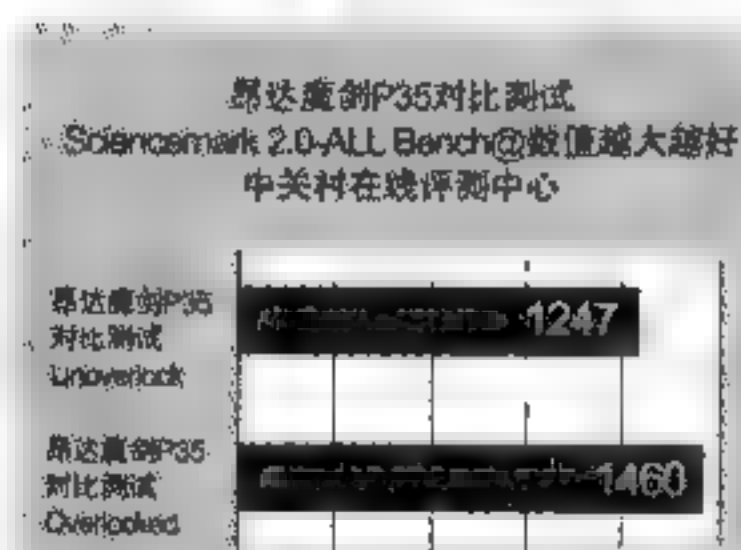 昂达魔剑P35对比测试
Sciencemark 2.0-ALL Bench@数值越大越好
中关村在线评测中心
昂达魔剑P35
对比测试
Unoverlock
1247
昂达魔剑P35
对比测试
Overlocked
1460